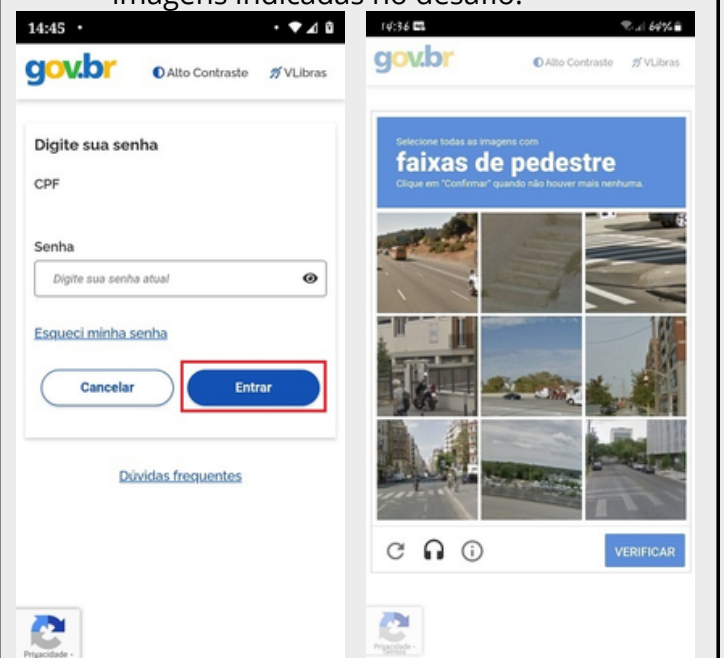 imagens indicadas no desafio.
14:45
gov.br
Alto Contraste
VLibras
Digite sua senha
CPF
Senha
Digite sua senha atual
Esqueci minha senha
Cancelar
Entrar
Dúvidas frequentes
Privacidade -
14:36
64%
gov.br
Alto Contraste
VLibras
Selecione todas as imagens com
faixas de pedestre
Clique em "Confirmar" quando não houver mais nenhuma.
VERIFICAR
Privacidade -
Termos